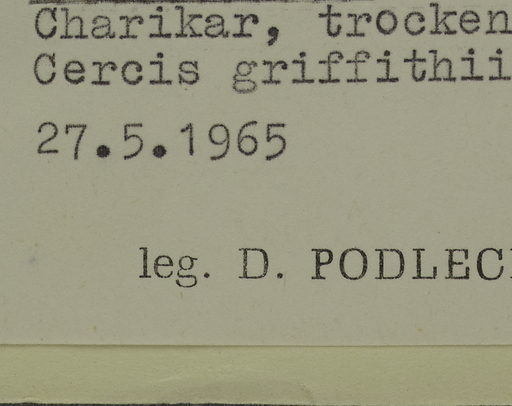 Charikar, trocken
Cercis griffithii
27.5.1965
leg. D. PODLEC